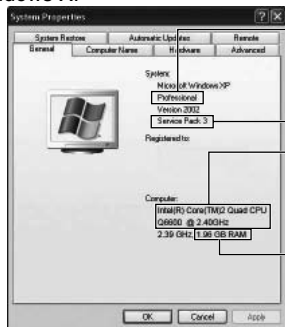 System Properties
System Restore Automatic Updates Remote
General Computer Name Hardware Advanced
System:
Microsoft Windows XP
Professional
Version 2002
Service Pack 3
Registered to:
Computer:
Intel(R) Core(TM)2 Quad CPU
Q6600 @ 2.40GHz
2.39 GHz, 1.96 GB RAM
OK Cancel Apply